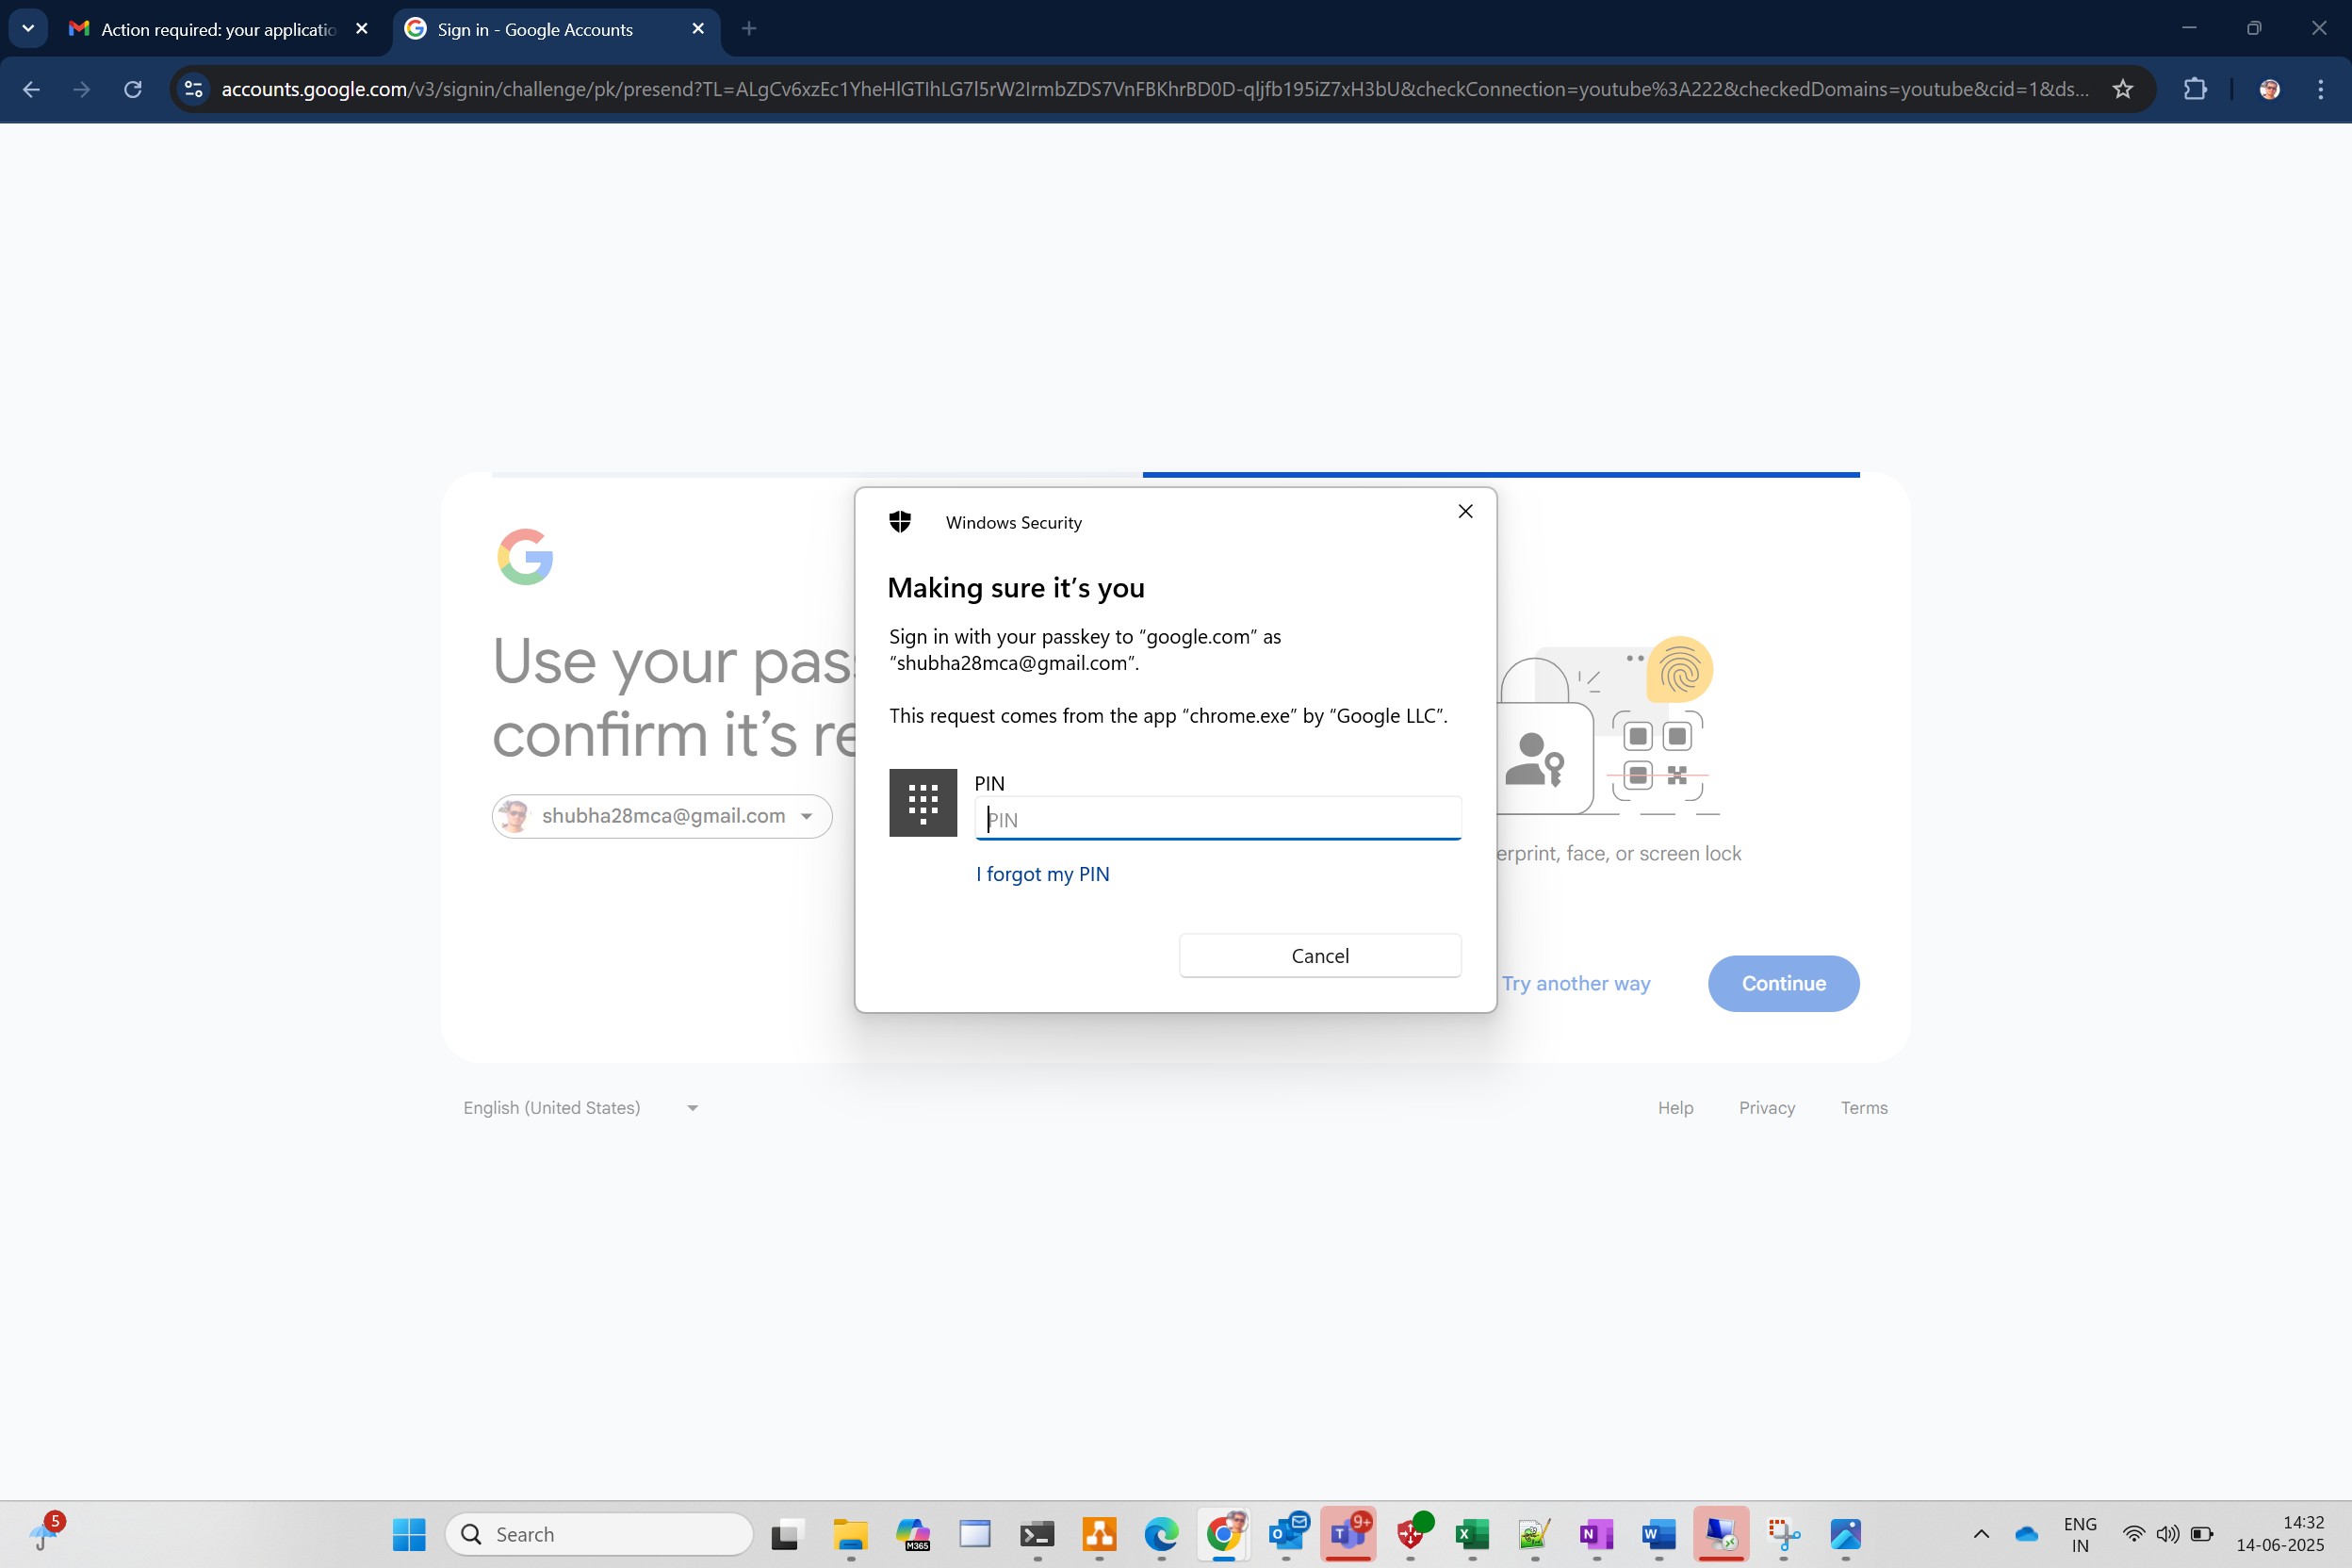 Action required: your applicatio
Sign in - Google Accounts
accounts.google.com/v3/signin/challenge/pk/presend?TL=ALgCv6xzEc1YheHlGTIhLG7l5rW2IrmbZDS7VnFBKhrBD0D-qljfb195iZ7xH3bU&checkConnection=youtube%3A222&checkedDomains=youtube&cid=1&ds...
Use your pas
confirm it's re
shubha28mca@gmail.com
Windows Security
Making sure it's you
Sign in with your passkey to “google.com” as
“shubha28mca@gmail.com”.
This request comes from the app “chrome.exe” by “Google LLC”.
PIN
PIN
I forgot my PIN
Cancel
erprint, face, or screen lock
Try another way
Continue
English (United States)
Help
Privacy
Terms
5
Search
M365
9+
ENG
IN
14:32
14-06-2025